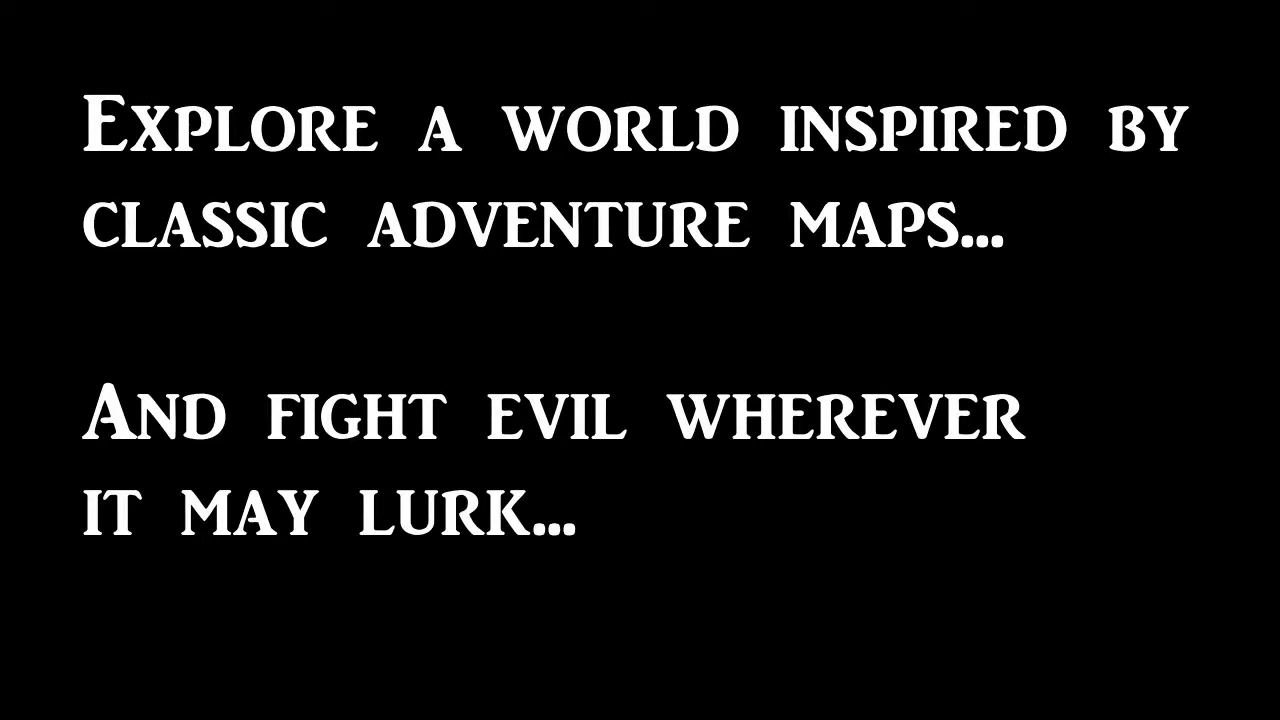 Explore a world inspired by
classic adventure maps...
And fight evil wherever
it may lurk...